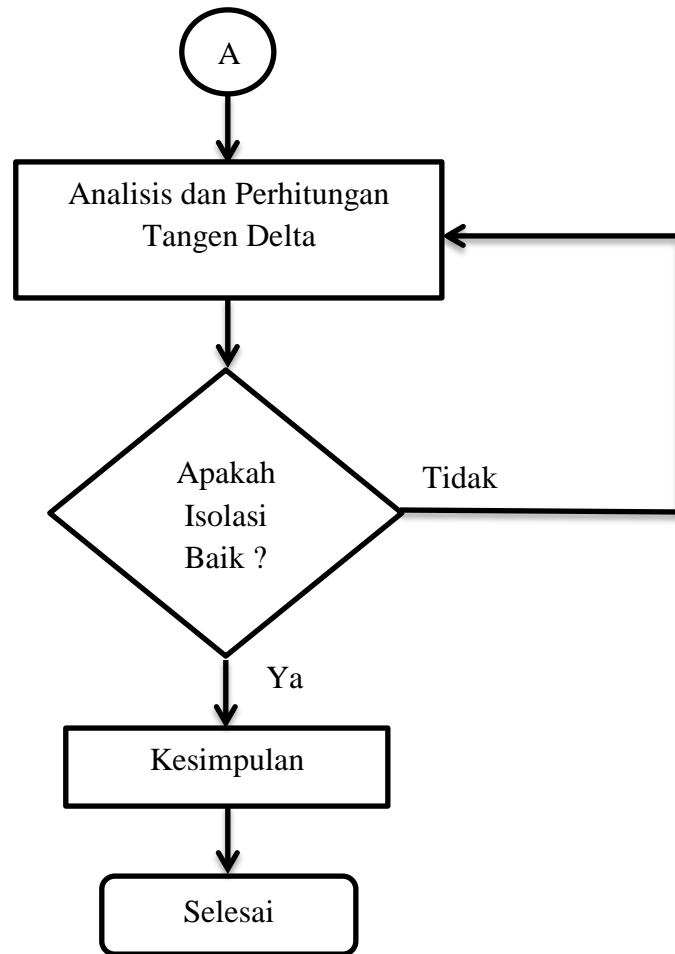 A
Analisis dan Perhitungan
Tangen Delta
Apakah
Isolasi
Baik ?
Tidak
Ya
Kesimpulan
Selesai